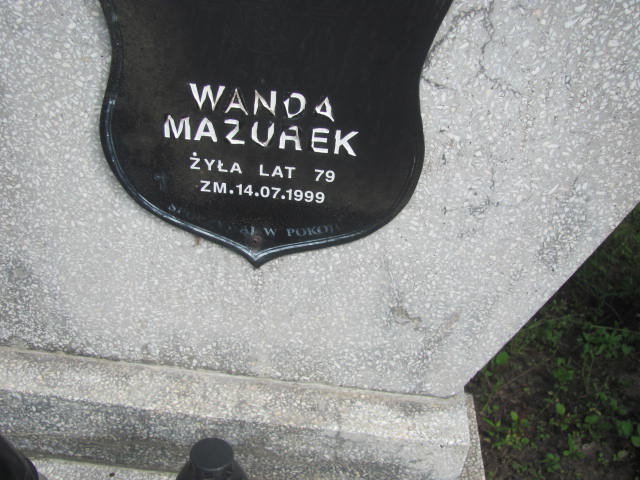 WANDA
MAZUREK
ŻYŁA LAT 79
ZM.14.07.1999
W